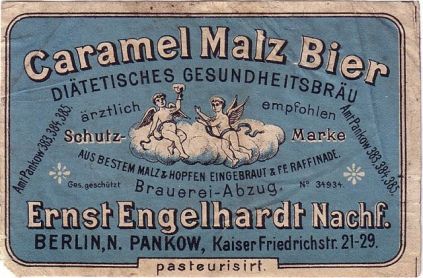 Caramel Malz Bier
DIÄTETISCHES GESUNDHEITSBRÄU
ärztlich empfohlen
Schutz- Marke
Amt Pankow 383, 384, 385.
Amt Pankow 383, 384, 385.
AUS BESTEM MALZ & HOPFEN EINGEBRAUT & FF. RAFFINADE.
Ges. geschützt Brauerei-Abzug. No 34934.
Ernst Engelhardt Nachf.
BERLIN, N. PANKOW, Kaiser Friedrichstr. 21-29.
pasteurisirt.